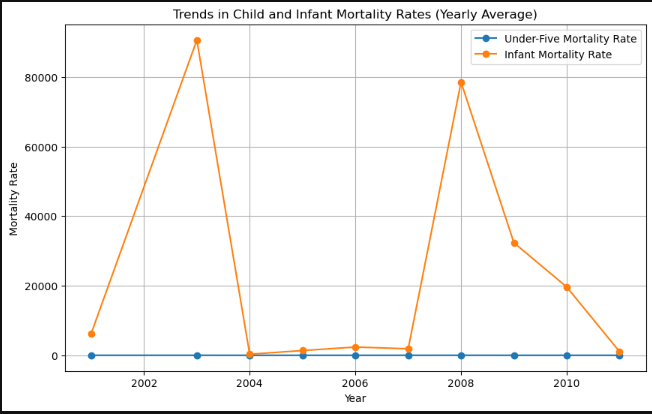 Trends in Child and Infant Mortality Rates (Yearly Average)
Under-Five Mortality Rate
Infant Mortality Rate
80000
60000
40000
20000
0
Mortality Rate
2002 2004 2006 2008 2010
Year